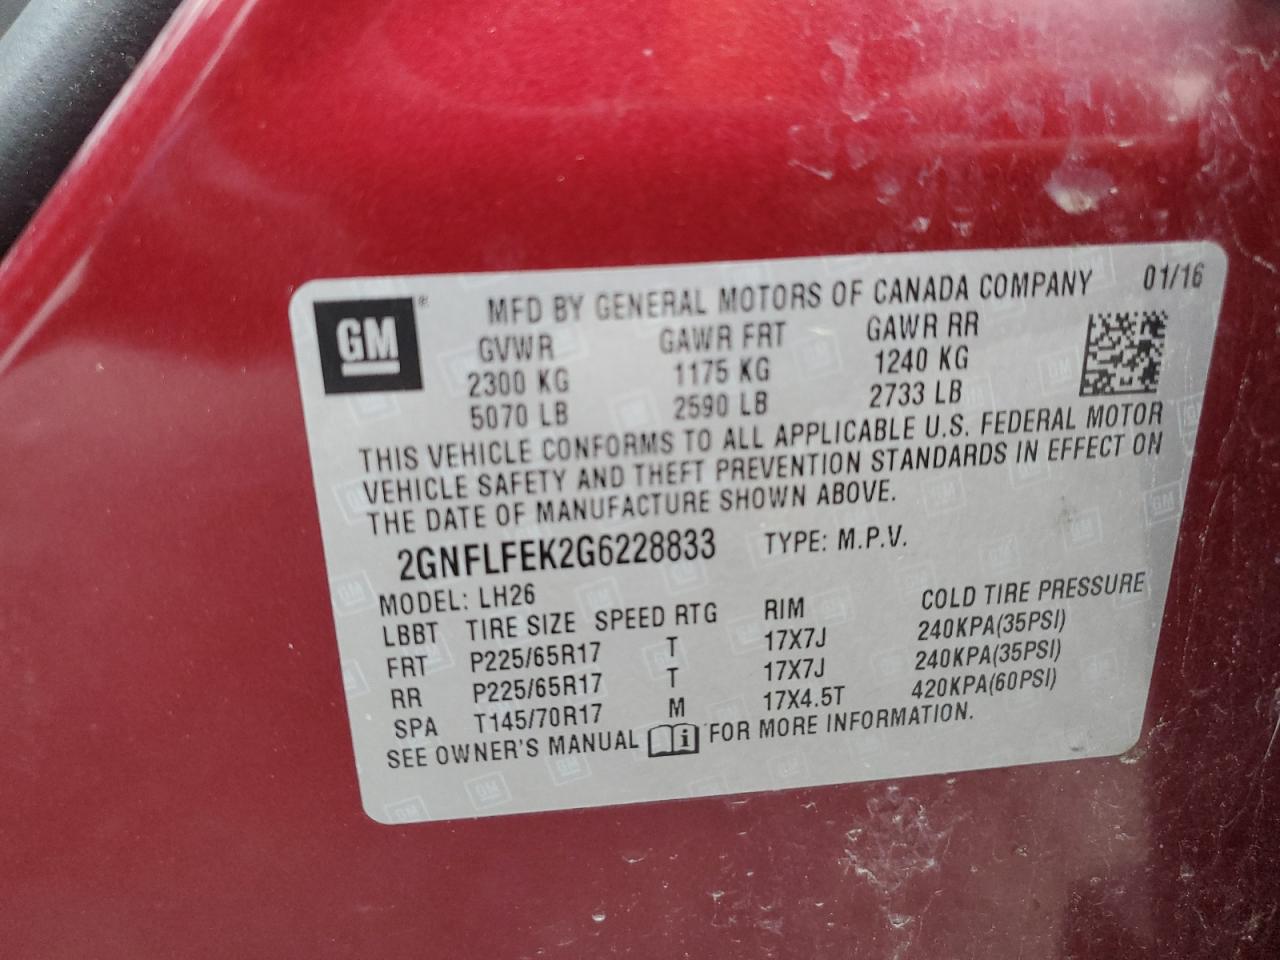 GM®
MFD BY GENERAL MOTORS OF CANADA COMPANY 01/16
GVWR GAWR FRT GAWR RR
2300 KG 1175 KG 1240 KG
5070 LB 2590 LB 2733 LB
THIS VEHICLE CONFORMS TO ALL APPLICABLE U.S. FEDERAL MOTOR
VEHICLE SAFETY AND THEFT PREVENTION STANDARDS IN EFFECT ON
THE DATE OF MANUFACTURE SHOWN ABOVE.
2GNFLFEK2G6228833 TYPE: M.P.V.
MODEL: LH26
LBBT TIRE SIZE SPEED RTG RIM COLD TIRE PRESSURE
FRT P225/65R17 T 17X7J 240KPA(35PSI)
RR P225/65R17 T 17X7J 240KPA(35PSI)
SPA T145/70R17 M 17X4.5T 420KPA(60PSI)
SEE OWNER'S MANUAL i FOR MORE INFORMATION.